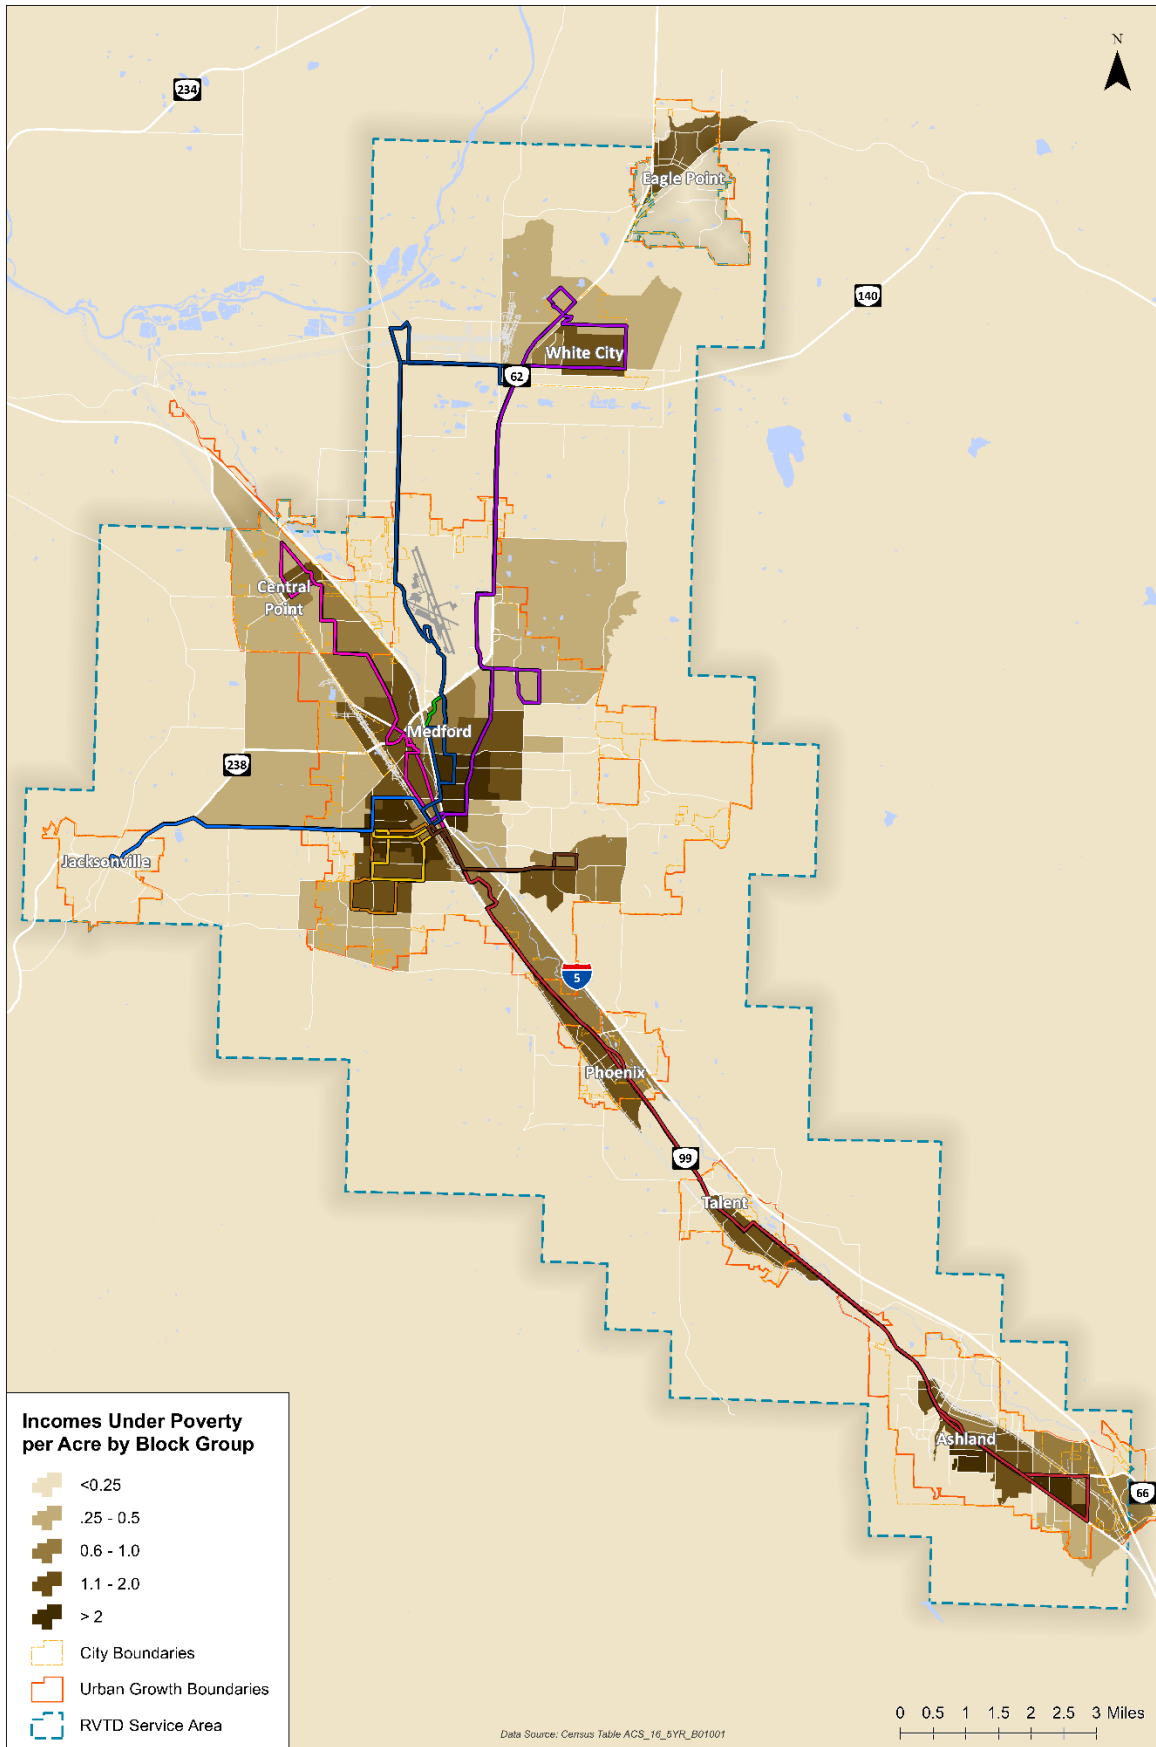 N
234
Eagle Point
140
White City
62
Central
Point
Medford
238
Jacksonville
5
Phoenix
99
Talent
Ashland
66
Incomes Under Poverty
per Acre by Block Group
<0.25
.25 - 0.5
0.6 - 1.0
1.1 - 2.0
> 2
City Boundaries
Urban Growth Boundaries
RVTD Service Area
0 0.5 1 1.5 2 2.5 3 Miles
Data Source: Census Table ACS_16_5YR_B01001